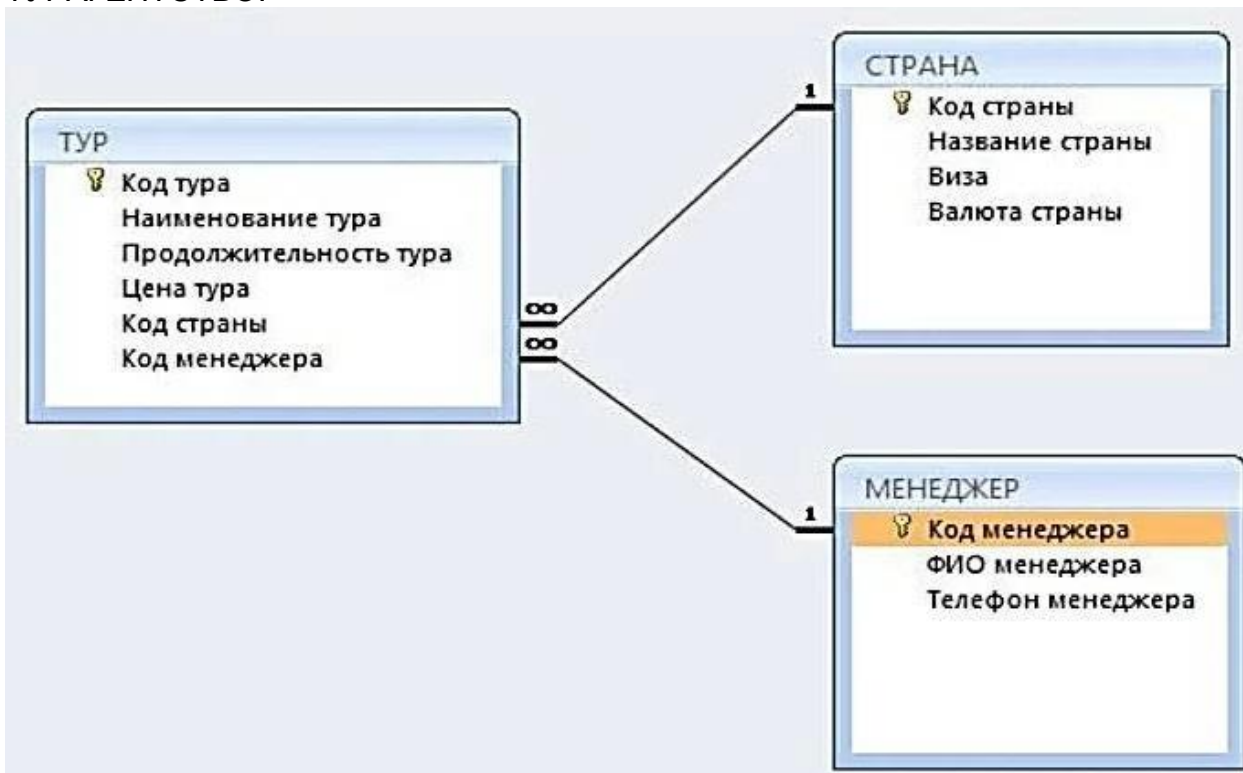 ТУР
Код тура
Наименование тура
Продолжительность тура
Цена тура
Код страны
Код менеджера
1
∞
∞
1
СТРАНА
Код страны
Название страны
Виза
Валюта страны
МЕНЕДЖЕР
Код менеджера
ФИО менеджера
Телефон менеджера